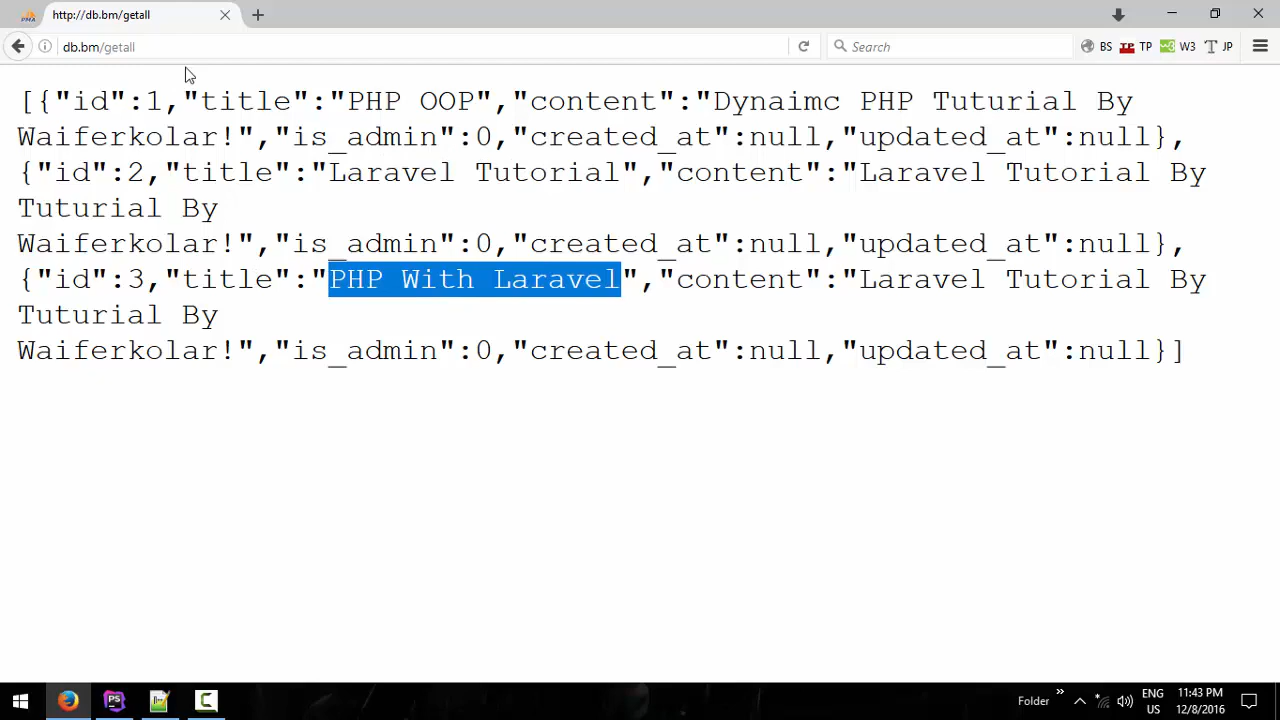 http://db.bm/getall
db.bm/getall
Search
BS
TP
TP
W3
JP
[{"id":1,"title":"PHP OOP","content":"Dynaimc PHP Tuturial By
Waiferkolar!","is_admin":0,"created_at":null,"updated_at":null},
{"id":2,"title":"Laravel Tutorial","content":"Laravel Tutorial By
Tuturial By
Waiferkolar!","is_admin":0,"created_at":null,"updated_at":null},
{"id":3,"title":"PHP With Laravel","content":"Laravel Tutorial By
Tuturial By
Waiferkolar!","is_admin":0,"created_at":null,"updated_at":null}]
PS
Folder
ENG
US
11:43 PM
12/8/2016